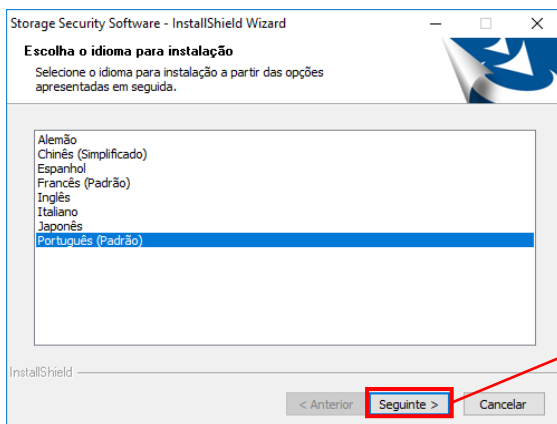 Storage Security Software - InstallShield Wizard
Escolha o idioma para instalação
Selecione o idioma para instalação a partir das opções
apresentadas em seguida.
Alemão
Chinês (Simplificado)
Espanhol
Francês (Padrão)
Inglês
Italiano
Japonês
Português (Padrão)
InstallShield
< Anterior Seguinte > Cancelar